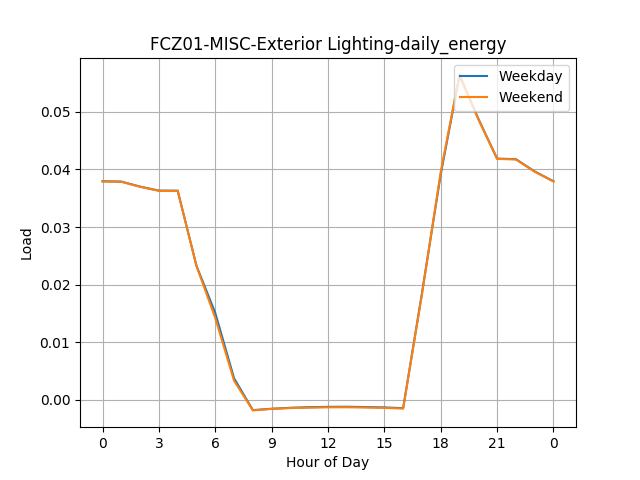 FCZ01-MISC-Exterior Lighting-daily_energy
Weekday
Weekend
0.05
0.04
0.03
0.02
0.01
0.00
Load
0 3 6 9 12 15 18 21 0
Hour of Day